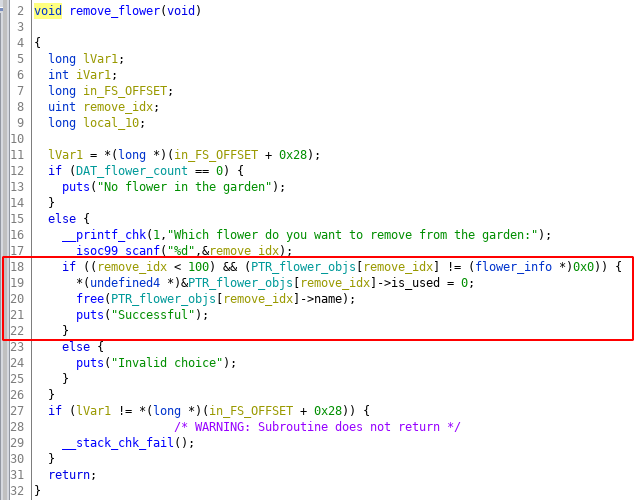 2 void remove_flower(void)
3
4 {
5 long lVar1;
6 int iVar1;
7 long in_FS_OFFSET;
8 uint remove_idx;
9 long local_10;
10
11 lVar1 = *(long *)(in_FS_OFFSET + 0x28);
12 if (DAT_flower_count == 0) {
13 puts("No flower in the garden");
14 }
15 else {
16 __printf_chk(1,"Which flower do you want to remove from the garden:");
17 __isoc99_scanf("%d",&remove_idx);
18 if ((remove_idx < 100) && (PTR_flower_objs[remove_idx] != (flower_info *)0x0)) {
19 *(undefined4 *)&PTR_flower_objs[remove_idx]->is_used = 0;
20 free(PTR_flower_objs[remove_idx]->name);
21 puts("Successful");
22 }
23 else {
24 puts("Invalid choice");
25 }
26 }
27 if (lVar1 != *(long *)(in_FS_OFFSET + 0x28)) {
28 /* WARNING: Subroutine does not return */
29 __stack_chk_fail();
30 }
31 return;
32 }